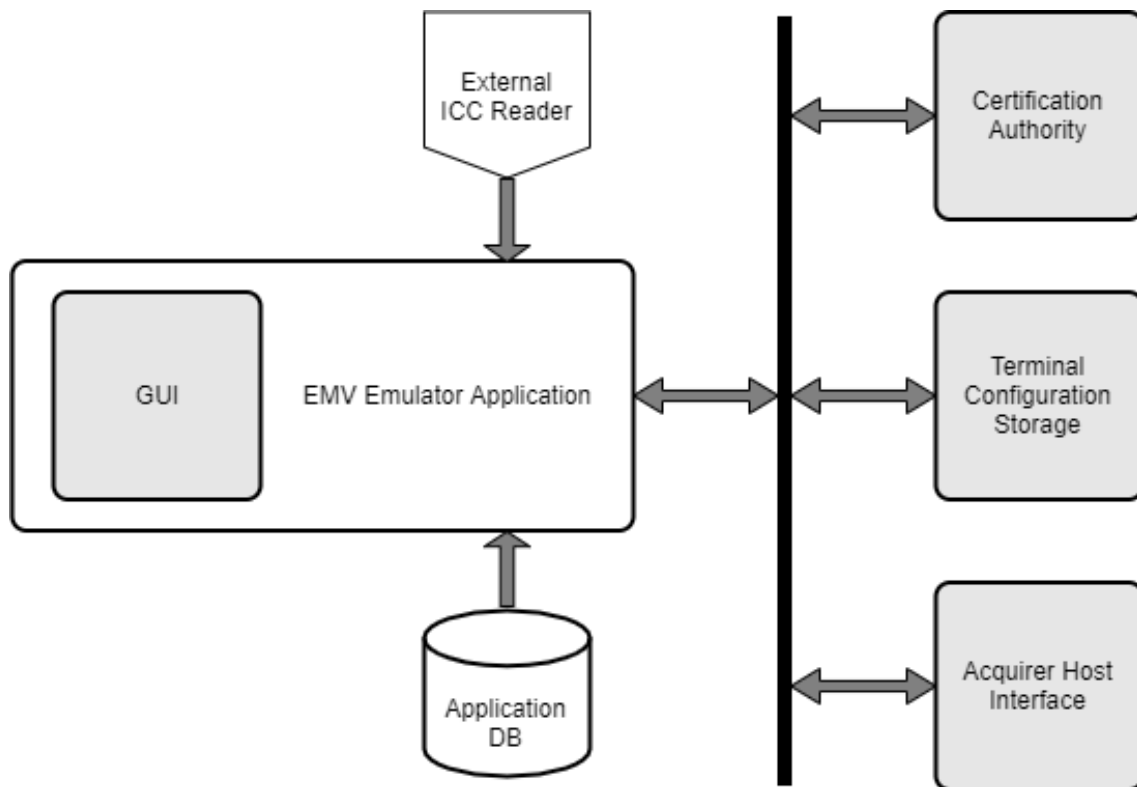 External
ICC Reader
Certification
Authority
GUI
EMV Emulator Application
Terminal
Configuration
Storage
Application
DB
Acquirer Host
Interface